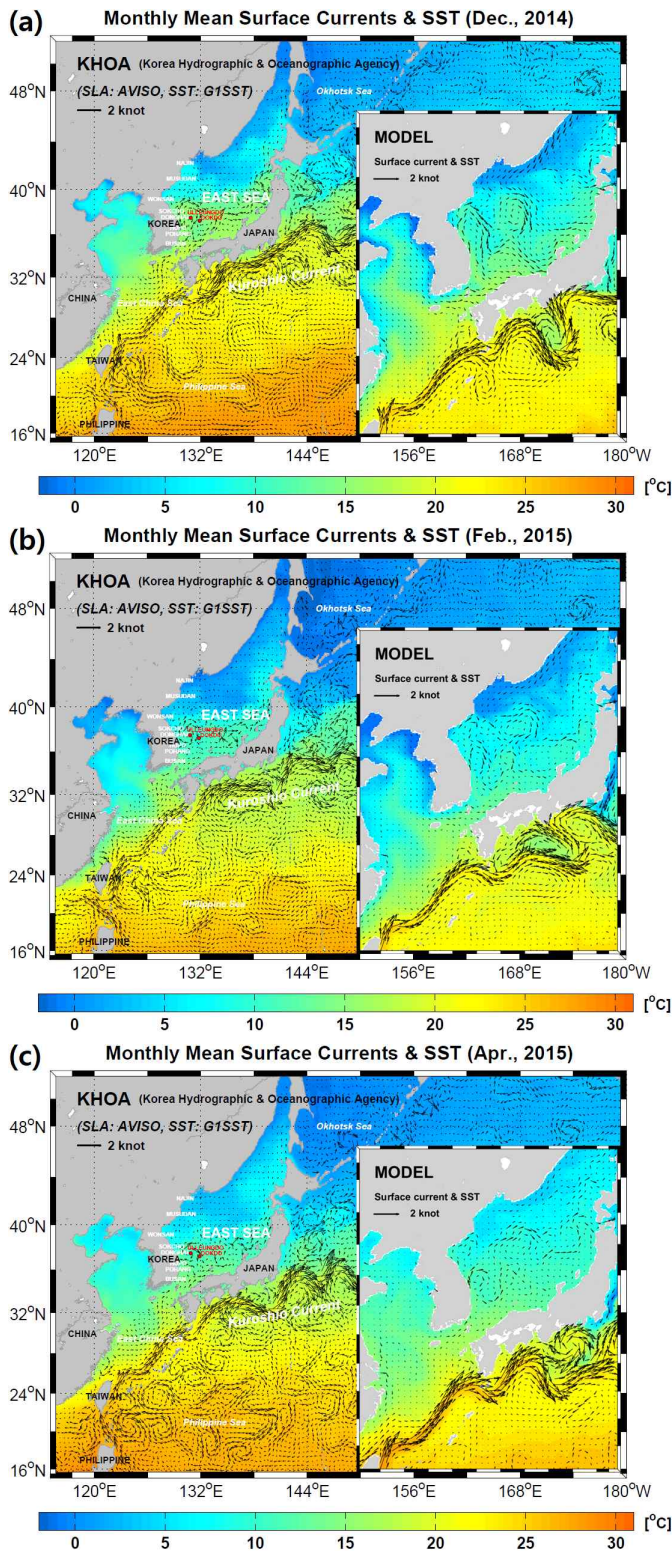 (a)
Monthly Mean Surface Currents & SST (Dec., 2014)
KHOA (Korea Hydrographic & Oceanographic Agency)
(SLA: AVISO, SST: G1SST)
2 knot
Okhotsk Sea
MODEL
Surface current & SST
2 knot
NAJIN
MUSUDAN
WONSAN
EAST SEA
KOREA
BUSAN
JAPAN
Kuroshio Current
CHINA
East China Sea
TAIWAN
Philippine Sea
PHILIPPINE
48°N
40°N
32°N
24°N
16°N
120°E 132°E 144°E 156°E 168°E 180°W
0 5 10 15 20 25 30 [°C]
(b)
Monthly Mean Surface Currents & SST (Feb., 2015)
KHOA (Korea Hydrographic & Oceanographic Agency)
(SLA: AVISO, SST: G1SST)
2 knot
Okhotsk Sea
MODEL
Surface current & SST
2 knot
NAJIN
MUSUDAN
WONSAN
EAST SEA
KOREA
POHANG
BUSAN
JAPAN
Kuroshio Current
CHINA
East China Sea
TAIWAN
Philippine Sea
PHILIPPINE
48°N
40°N
32°N
24°N
16°N
120°E 132°E 144°E 156°E 168°E 180°W
0 5 10 15 20 25 30 [°C]
(c)
Monthly Mean Surface Currents & SST (Apr., 2015)
KHOA (Korea Hydrographic & Oceanographic Agency)
(SLA: AVISO, SST: G1SST)
2 knot
Okhotsk Sea
MODEL
Surface current & SST
2 knot
NAJIN
MUSUDAN
WONSAN
EAST SEA
KOREA
POHANG
BUSAN
JAPAN
Kuroshio Current
CHINA
East China Sea
TAIWAN
Philippine Sea
PHILIPPINE
48°N
40°N
32°N
24°N
16°N
120°E 132°E 144°E 156°E 168°E 180°W
0 5 10 15 20 25 30 [°C]